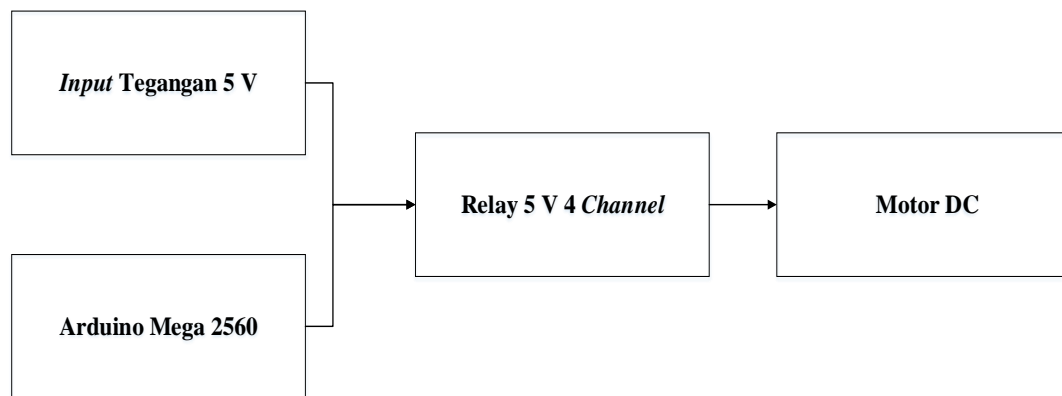 Input Tegangan 5 V
Arduino Mega 2560
Relay 5 V 4 Channel
Motor DC